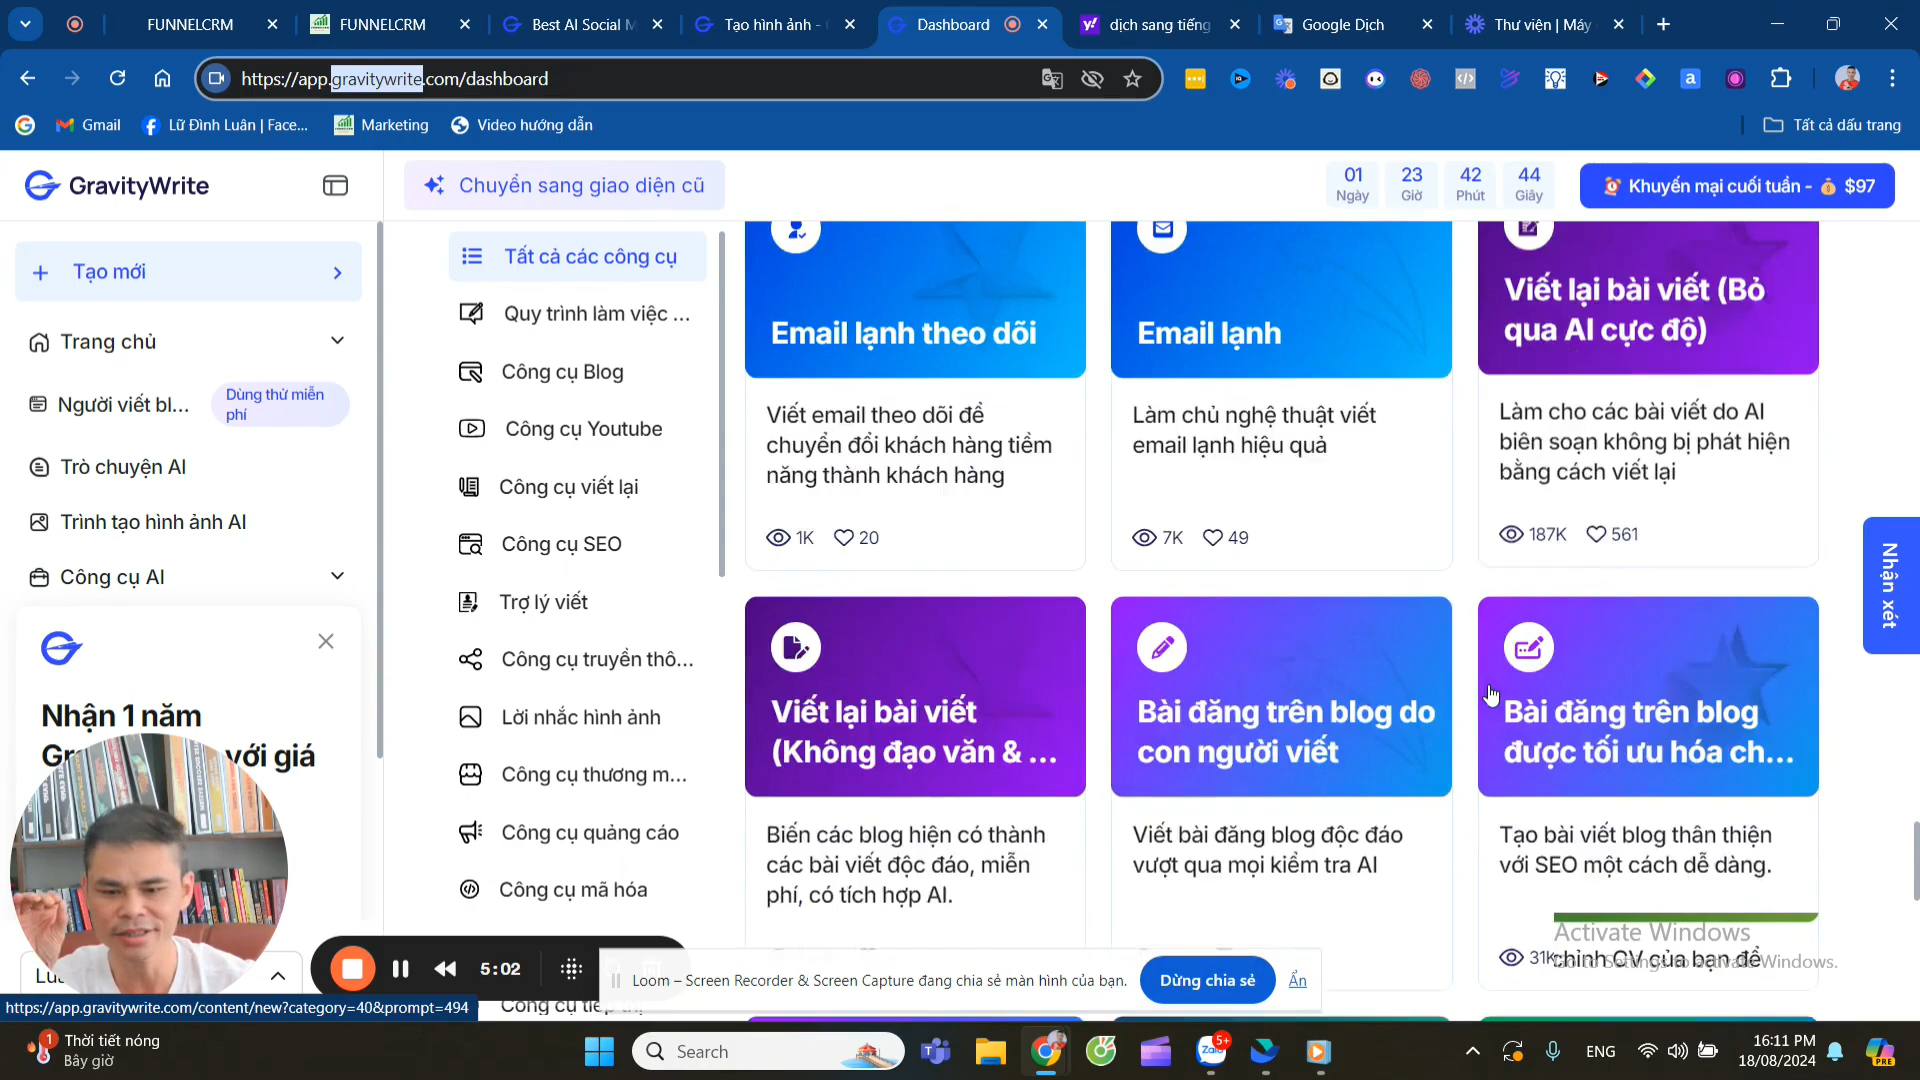 FUNNELCRM
FUNNELCRM
Best AI Social M
Tạo hình ảnh -
Dashboard
dịch sang tiếng
Google Dịch
Thư viện | Máy
https://app.gravitywrite.com/dashboard
Gmail
Lữ Đình Luân | Face...
Marketing
Video hướng dẫn
Tất cả dấu trang
GravityWrite
Chuyển sang giao diện cũ
01 Ngày
23 Giờ
42 Phút
44 Giây
Khuyến mại cuối tuần - $97
Tạo mới
Trang chủ
Người viết bl...
Dùng thử miễn
phí
Trò chuyện AI
Trình tạo hình ảnh AI
Công cụ AI
Nhận 1 năm
với giá
Tất cả các công cụ
Quy trình làm việc ...
Công cụ Blog
Công cụ Youtube
Công cụ viết lại
Công cụ SEO
Trợ lý viết
Công cụ truyền thô...
Lời nhắc hình ảnh
Công cụ thương m...
Công cụ quảng cáo
Công cụ mã hóa
Email lạnh theo dõi
Viết email theo dõi để
chuyển đổi khách hàng tiềm
năng thành khách hàng
1K 20
Email lạnh
Làm chủ nghệ thuật viết
email lạnh hiệu quả
7K 49
Viết lại bài viết (Bỏ
qua AI cực độ)
Làm cho các bài viết do AI
biên soạn không bị phát hiện
bằng cách viết lại
187K 561
Viết lại bài viết
(Không đạo văn & ...
Biến các blog hiện có thành
các bài viết độc đáo, miễn
phí, có tích hợp AI.
Bài đăng trên blog do
con người viết
Viết bài đăng blog độc đáo
vượt qua mọi kiểm tra AI
Bài đăng trên blog
được tối ưu hóa ch...
Tạo bài viết blog thân thiện
với SEO một cách dễ dàng.
31K
chỉnh CV của bạn để
Activate Windows
Go to Settings to activate Windows.
Nhận xét
5:02
Loom – Screen Recorder & Screen Capture đang chia sẻ màn hình của bạn.
Dừng chia sẻ
Ẩn
https://app.gravitywrite.com/content/new?category=40&prompt=494
1
Thời tiết nóng
Bây giờ
Search
Zalo
5+
ENG
16:11 PM
18/08/2024
PRE